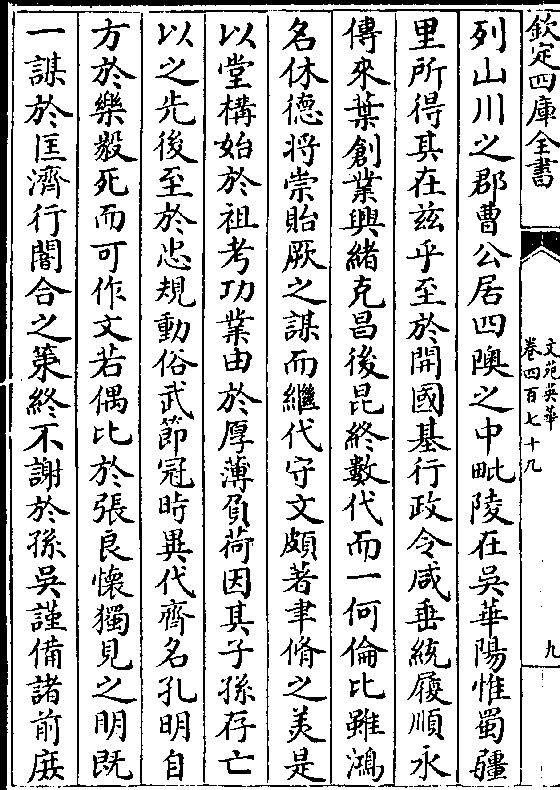 欽定四庫全書
文苑英華
卷四百七十九
九
列山川之郡曹公居四隩之中毗陵在吳華陽惟蜀疆
里所得其在兹乎至於開國基行政令咸垂統履順永
傳來葉創業興緒克昌後昆終數代而一何倫比雖鴻
名休德将崇貽厥之謀而繼代守文頗著聿脩之美是
以堂構始於祖考功業由於厚薄負荷因其子孫存亡
以之先後至於忠規動俗武節冠時異代齊名孔明自
方於樂毅死而可作文若偶比於張良懷獨見之明既
一謀於匡濟行闇合之策終不謝於孫吳謹備諸前庻